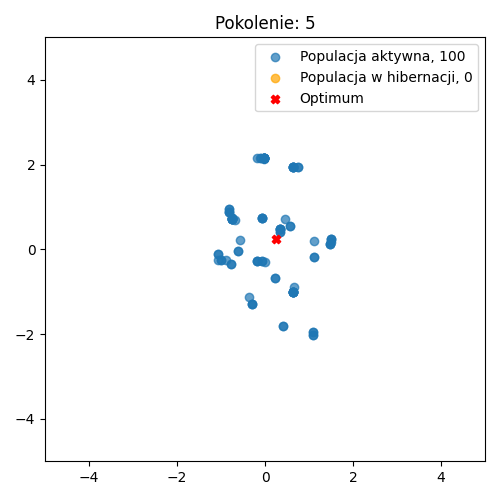 Pokolenie: 5
Populacja aktywna, 100
Populacja w hibernacji, 0
Optimum
4
2
0
−2
−4
−4 −2 0 2 4